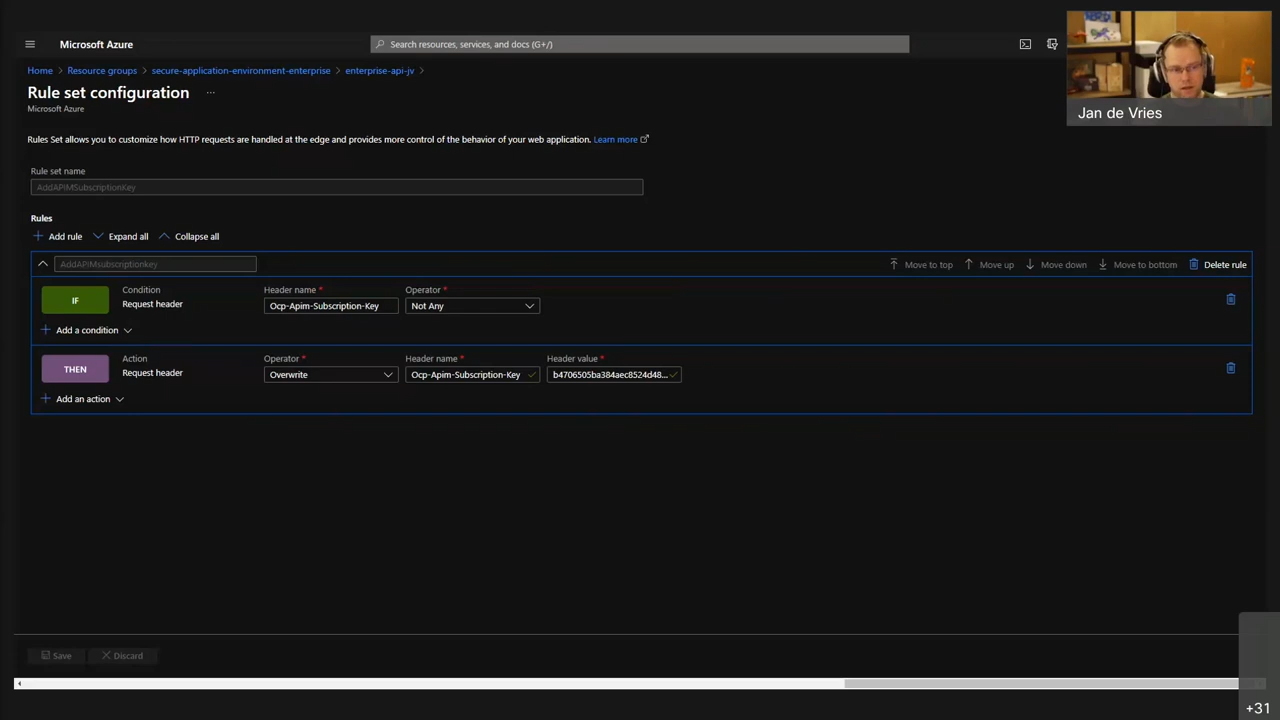 Microsoft Azure
Search resources, services, and docs (G+/)
Home > Resource groups > secure-application-environment-enterprise > enterprise-api-jv >
Rule set configuration ...
Microsoft Azure
Rules Set allows you to customize how HTTP requests are handled at the edge and provides more control of the behavior of your web application. Learn more
Rule set name
AddAPIMSubscriptionKey
Rules
Add rule Expand all Collapse all
AddAPIMsubscriptionkey Move to top Move up Move down Move to bottom Delete rule
IF
Condition
Request header
Header name *
Ocp-Apim-Subscription-Key
Operator *
Not Any
Add a condition
THEN
Action
Request header
Operator *
Overwrite
Header name *
Ocp-Apim-Subscription-Key
Header value *
b4706505ba384aec8524d48...
Add an action
Save Discard
Jan de Vries
+31